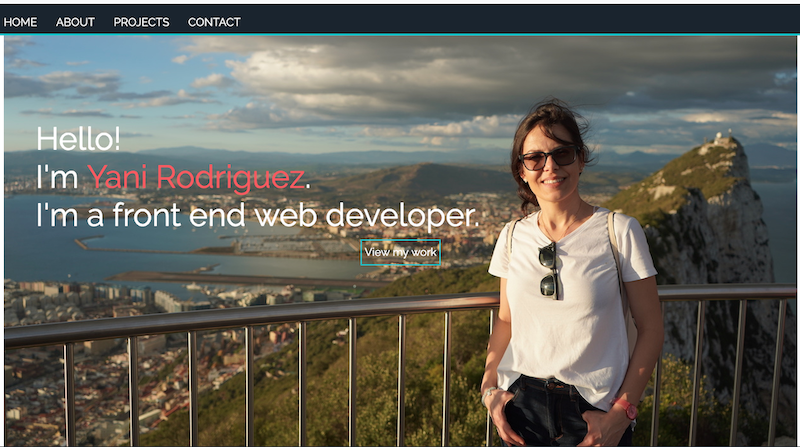 HOME ABOUT PROJECTS CONTACT
Hello!
I'm Yani Rodriguez.
I'm a front end web developer.
View my work